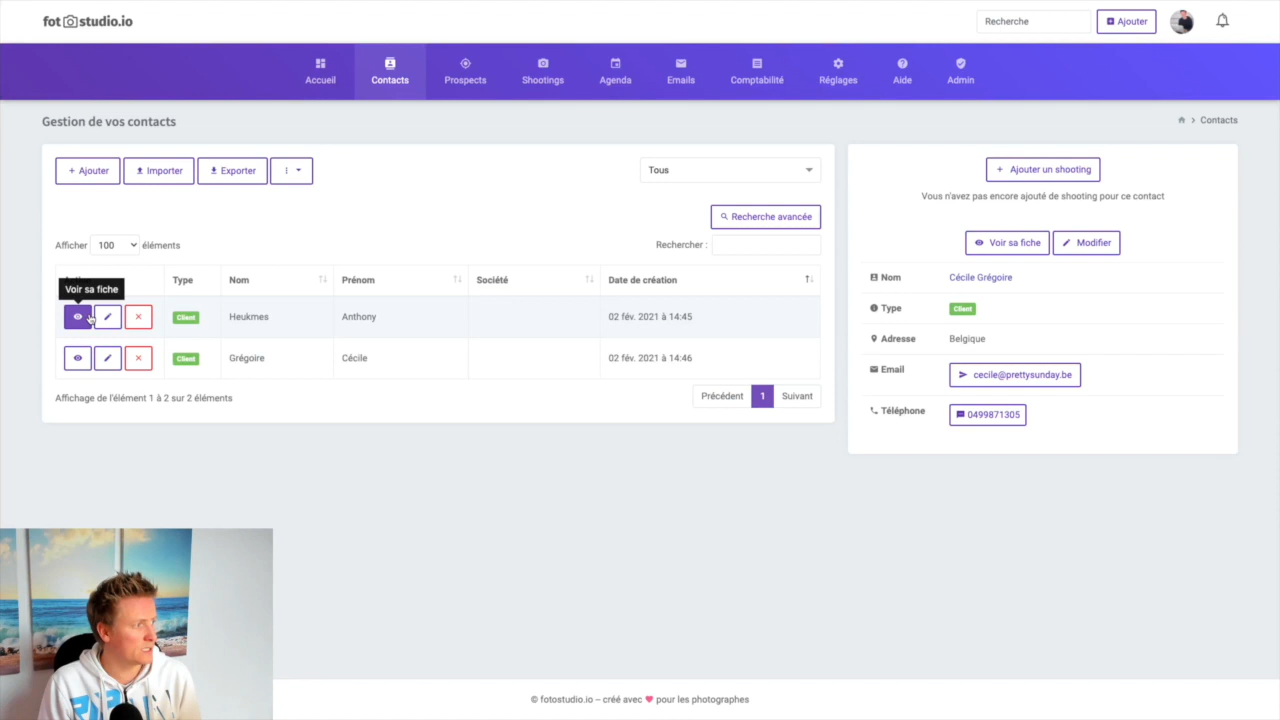 fotstudio.io
Recherche
Ajouter
Accueil
Contacts
Prospects
Shootings
Agenda
Emails
Comptabilité
Réglages
Aide
Admin
Gestion de vos contacts
> Contacts
+ Ajouter
Importer
Exporter
Tous
Recherche avancée
Afficher 100 éléments
Rechercher :
Voir sa fiche
Type
Nom
Prénom
Société
Date de création
Client
Heukmes
Anthony
02 fév. 2021 à 14:45
Client
Grégoire
Cécile
02 fév. 2021 à 14:46
Affichage de l'élément 1 à 2 sur 2 éléments
Précédent 1 Suivant
+ Ajouter un shooting
Vous n'avez pas encore ajouté de shooting pour ce contact
Voir sa fiche
Modifier
Nom Cécile Grégoire
Type Client
Adresse Belgique
Email cecile@prettysunday.be
Téléphone 0499871305
© fotostudio.io – créé avec ❤ pour les photographes